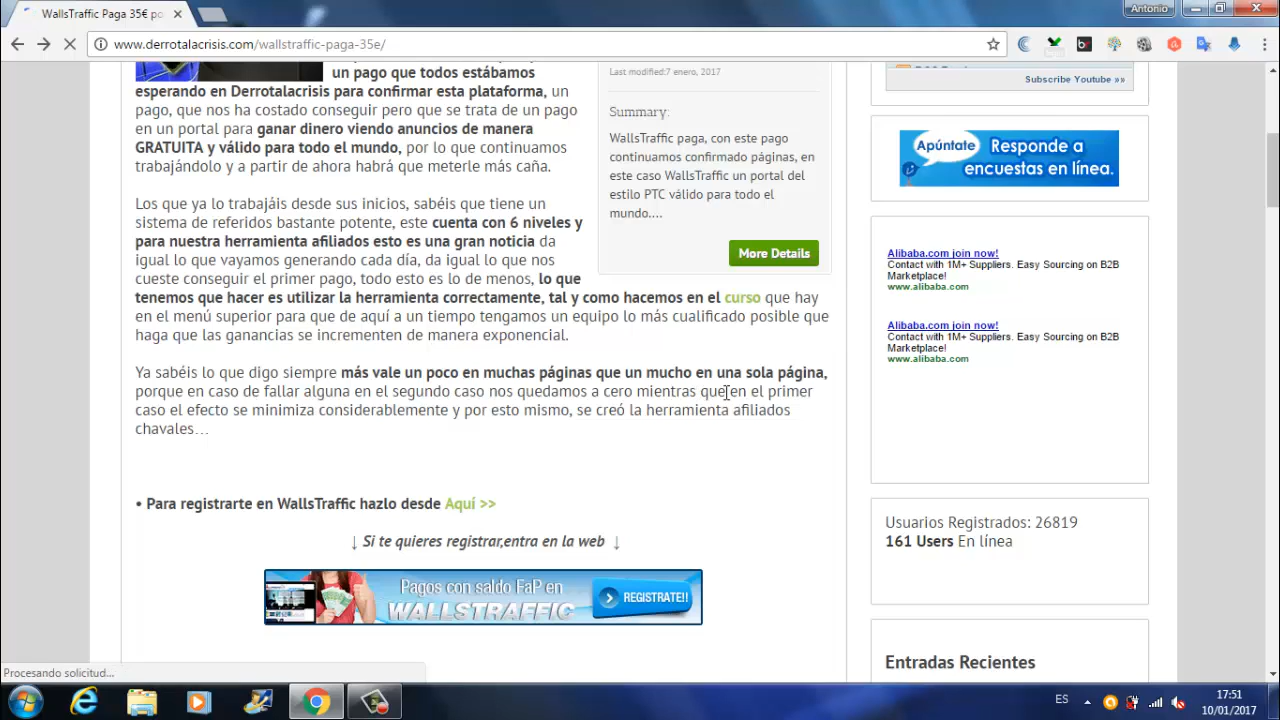 WallsTraffic Paga 35€ po
Antonio
www.derrotalacrisis.com/wallstraffic-paga-35e/
un pago que todos estábamos
esperando en Derrotalacrisis para confirmar esta plataforma, un
pago, que nos ha costado conseguir pero que se trata de un pago
en un portal para ganar dinero viendo anuncios de manera
GRATUITA y válido para todo el mundo, por lo que continuamos
trabajándolo y a partir de ahora habrá que meterle más caña.
Last modified:7 enero, 2017
Summary:
WallsTraffic paga, con este pago
continuamos confirmado páginas, en
este caso WallsTraffic un portal del
estilo PTC válido para todo el
mundo....
More Details
Los que ya lo trabajáis desde sus inicios, sabéis que tiene un
sistema de referidos bastante potente, este cuenta con 6 niveles y
para nuestra herramienta afiliados esto es una gran noticia da
igual lo que vayamos generando cada día, da igual lo que nos
cueste conseguir el primer pago, todo esto es lo de menos, lo que
tenemos que hacer es utilizar la herramienta correctamente, tal y como hacemos en el curso que hay
en el menú superior para que de aquí a un tiempo tengamos un equipo lo más cualificado posible que
haga que las ganancias se incrementen de manera exponencial.
Ya sabéis lo que digo siempre más vale un poco en muchas páginas que un mucho en una sola página,
porque en caso de fallar alguna en el segundo caso nos quedamos a cero mientras que en el primer
caso el efecto se minimiza considerablemente y por esto mismo, se creó la herramienta afiliados
chavales...
• Para registrarte en WallsTraffic hazlo desde Aquí >>
↓ Si te quieres registrar,entra en la web ↓
Pagos con saldo FaP en
WALLSTRAFFIC
REGISTRATE!!
Subscribe Youtube »»
Apúntate
Responde a
encuestas en línea.
Alibaba.com join now!
Contact with 1M+ Suppliers. Easy Sourcing on B2B
Marketplace!
www.alibaba.com
Alibaba.com join now!
Contact with 1M+ Suppliers. Easy Sourcing on B2B
Marketplace!
www.alibaba.com
Usuarios Registrados: 26819
161 Users En línea
Entradas Recientes
Procesando solicitud...
ES
17:51
10/01/2017